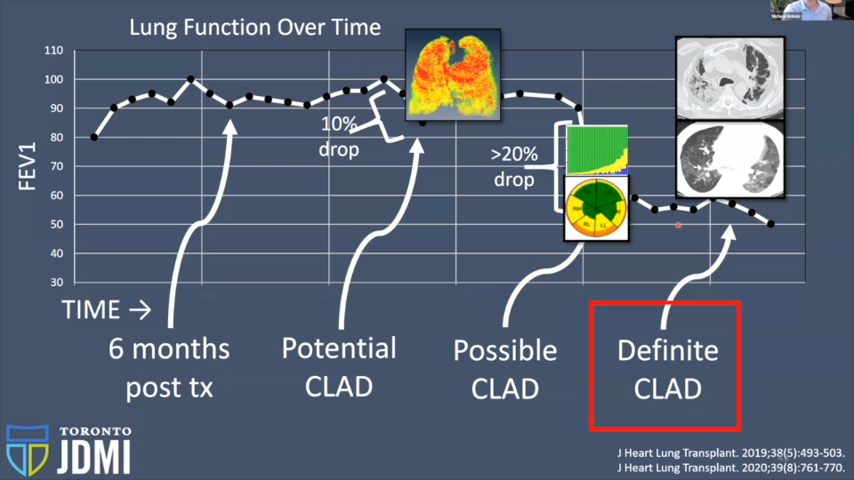 Lung Function Over Time
110
100
90
80
70
60
50
40
30
FEV1
10%
drop
>20%
drop
TIME →
6 months
post tx
Potential
CLAD
Possible
CLAD
Definite
CLAD
TORONTO
JDMI
J Heart Lung Transplant. 2019;38(5):493-503.
J Heart Lung Transplant. 2020;39(8):761-770.